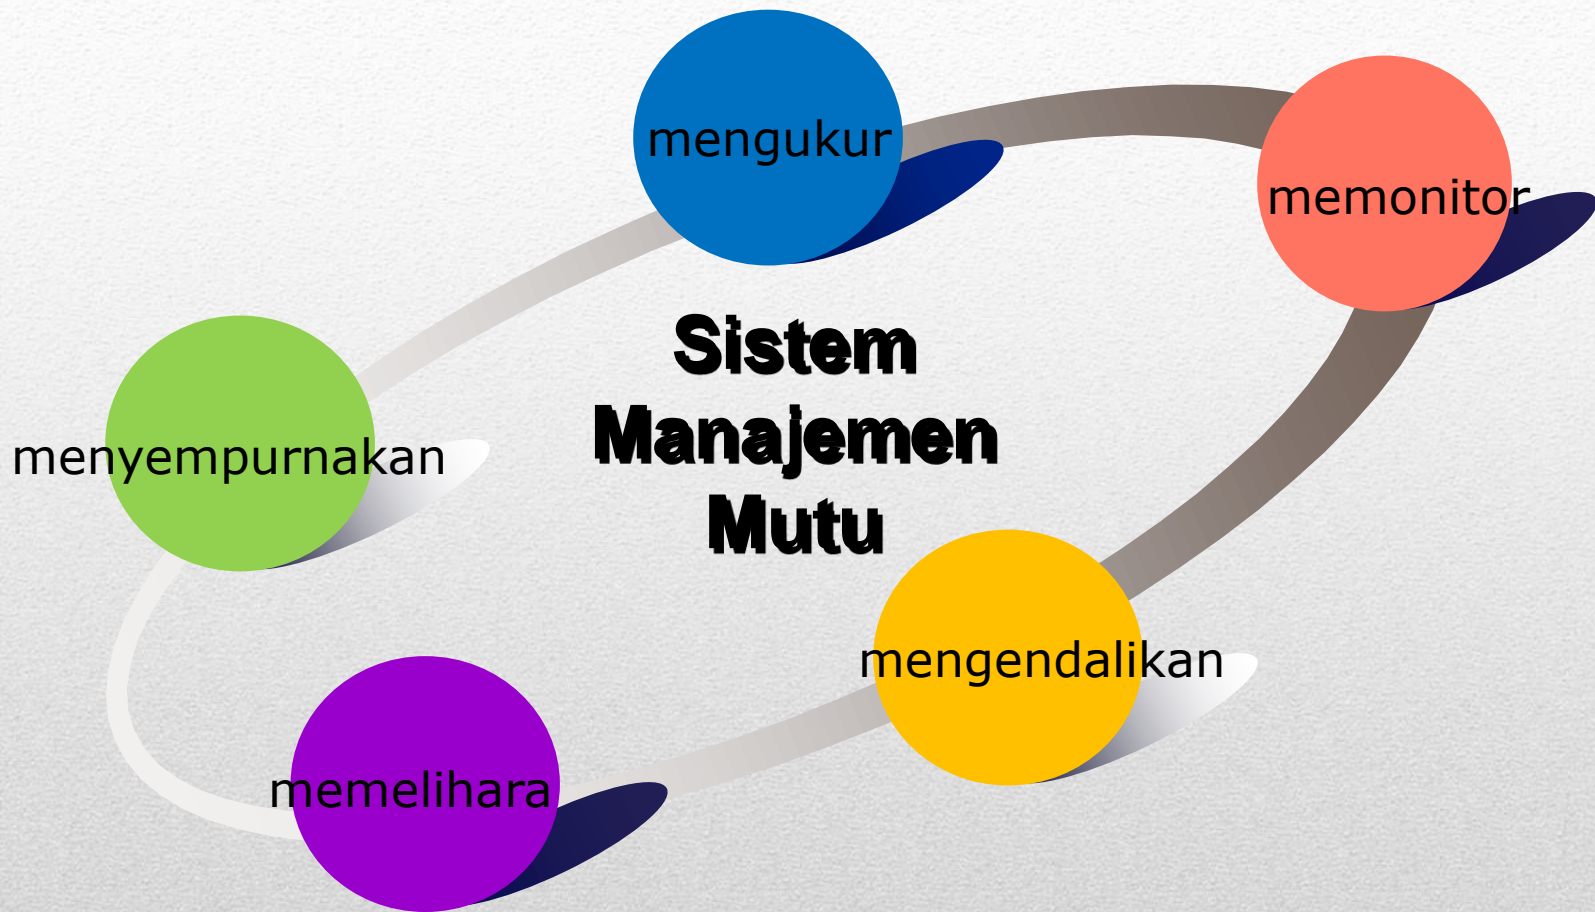 mengukur
memonitor
Sistem
Manajemen
Mutu
menyempurnakan
mengendalikan
memelihara